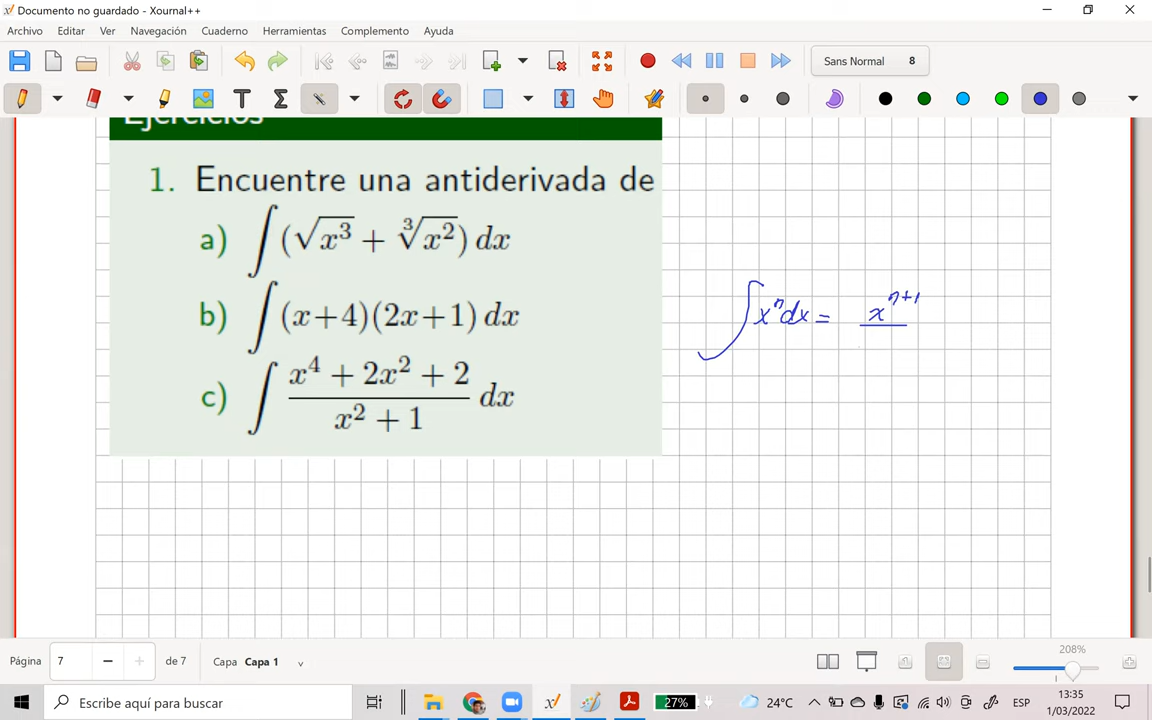 Documento no guardado - Xournal++
Archivo Editar Ver Navegación Cuaderno Herramientas Complemento Ayuda
Sans Normal 8
Ejercicios
1. Encuentre una antiderivada de
a) ∫(√x³ + ∛x²) dx
b) ∫(x+4)(2x+1) dx
c) ∫ (x⁴ + 2x² + 2)/(x² + 1) dx
∫xⁿdx = xⁿ⁺¹
Página 7 de 7 Capa Capa 1 208%
Escribe aquí para buscar 27% 24°C ESP 13:35
1/03/2022